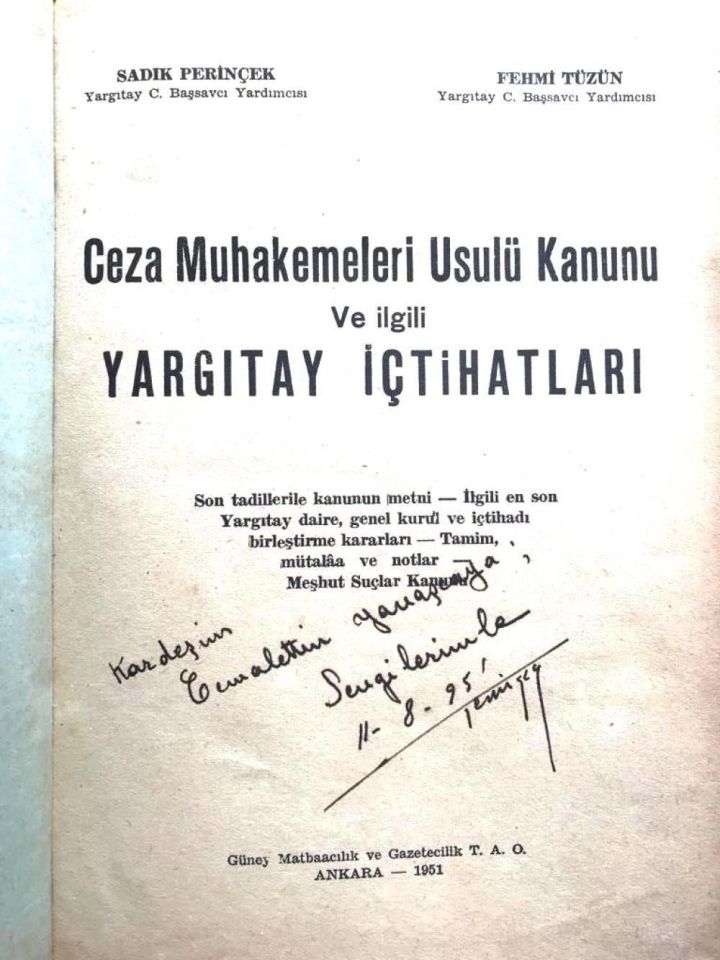 SADIK PERİNÇEK
Yargıtay C. Başsavcı Yardımcısı
FEHMİ TÜZÜN
Yargıtay C. Başsavcı Yardımcısı
Ceza Muhakemeleri Usulü Kanunu
Ve ilgili
YARGITAY İÇTİHATLARI
Son tadillerile kanunun metni — İlgili en son
Yargıtay daire, genel kurul ve içtihadı
birleştirme kararları — Tamim,
mütalâa ve notlar —
Meşhut Suçlar Kanunu
Kardeşim
Cemalettin Yavaşcaya
Sevgilerimle
11-8-951
Güney Matbaacılık ve Gazetecilik T. A. O.
ANKARA — 1951